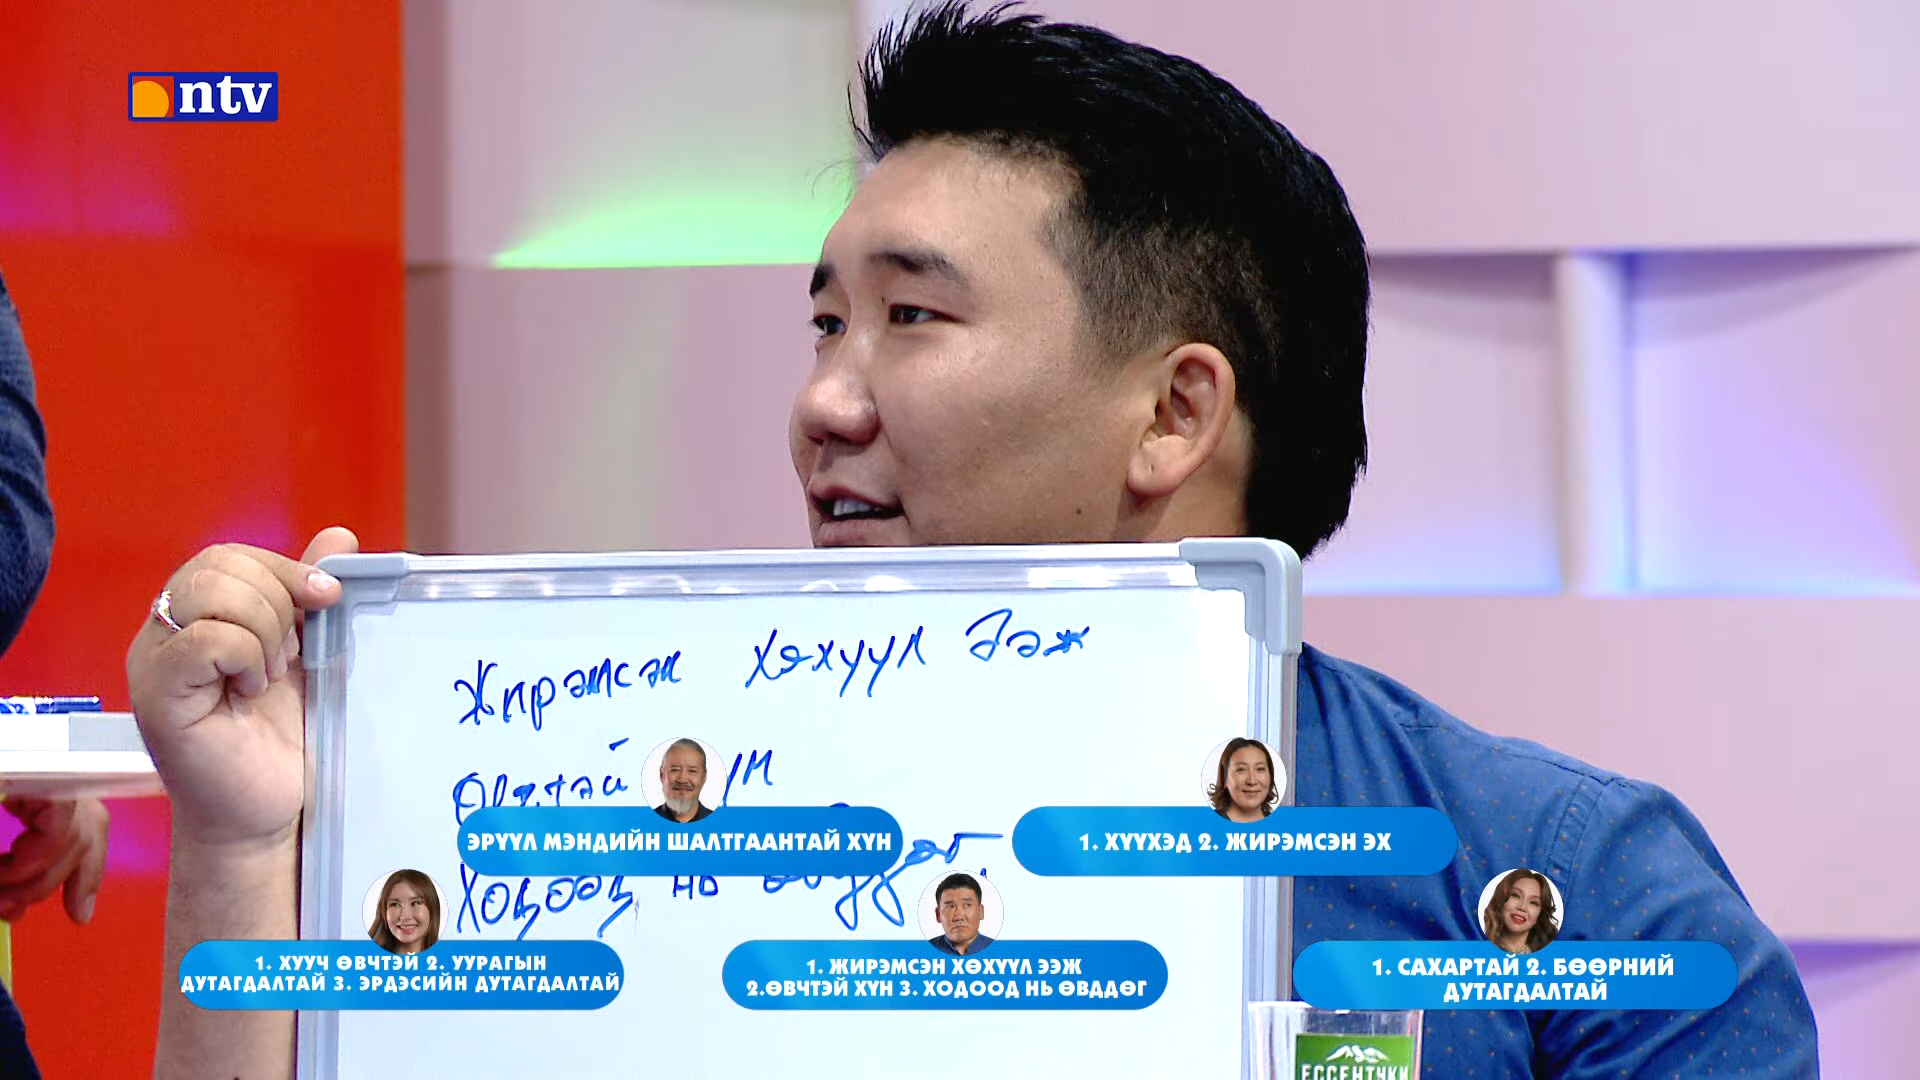 ntv
Жирэмсэн Хөхүүл Ээж
Өвчтэй
Ходоод нь өвддөг
ЭРҮҮЛ МЭНДИЙН ШАЛТГААНТАЙ ХҮН
1. ХҮҮХЭД 2. ЖИРЭМСЭН ЭХ
1. ХУУЧ ӨВЧТЭЙ 2. УУРАГЫН
ДУТАГДАЛТАЙ 3. ЭРДЭСИЙН ДУТАГДАЛТАЙ
1. ЖИРЭМСЭН ХӨХҮҮЛ ЭЭЖ
2.ӨВЧТЭЙ ХҮН 3. ХОДООД НЬ ӨВДДӨГ
1. САХАРТАЙ 2. БӨӨРНИЙ
ДУТАГДАЛТАЙ
ЕССЕНТУКИ